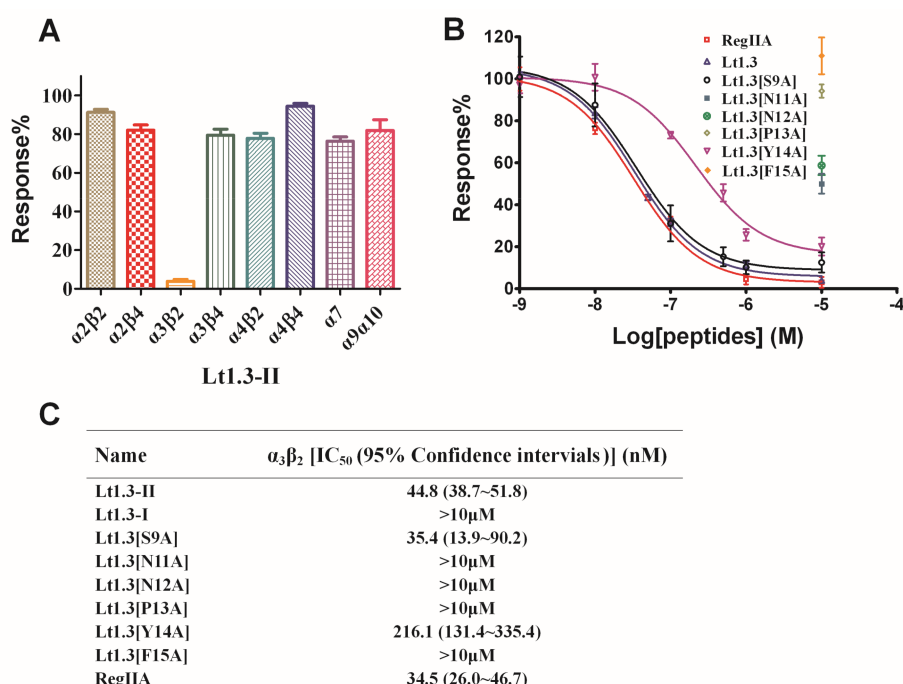 A
Response%
100
80
60
40
20
0
α2β2
α2β4
α3β2
α3β4
α4β2
α4β4
α7
α9α10
Lt1.3-II
B
Response%
120
100
80
60
40
20
0
-9
-8
-7
-6
-5
-4
Log[peptides] (M)
RegIIA
Lt1.3
Lt1.3[S9A]
Lt1.3[N11A]
Lt1.3[N12A]
Lt1.3[P13A]
Lt1.3[Y14A]
Lt1.3[F15A]
C
Name α3β2 [IC50 (95% Confidence intervals)] (nM)
Lt1.3-II 44.8 (38.7~51.8)
Lt1.3-I >10μM
Lt1.3[S9A] 35.4 (13.9~90.2)
Lt1.3[N11A] >10μM
Lt1.3[N12A] >10μM
Lt1.3[P13A] >10μM
Lt1.3[Y14A] 216.1 (131.4~335.4)
Lt1.3[F15A] >10μM
RegIIA 34.5 (26.0~46.7)